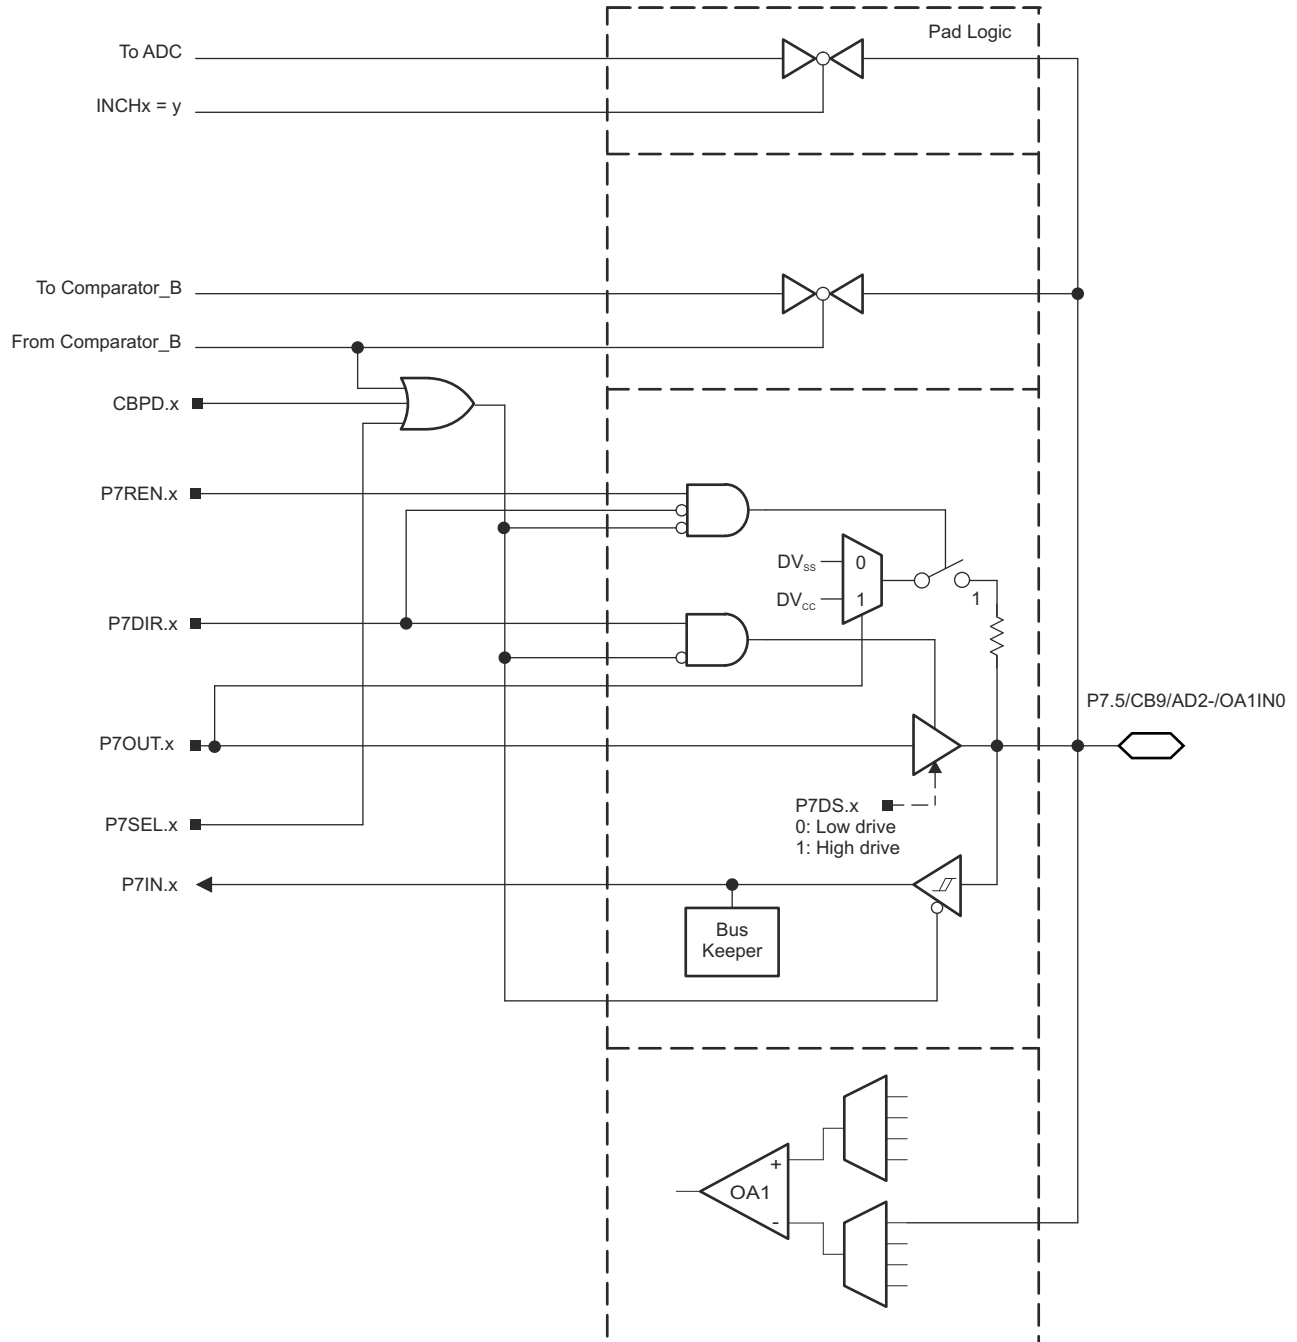 Pad Logic
To ADC
INCHx = y
To Comparator_B
From Comparator_B
CBPD.x
P7REN.x
DVSS
0
DVCC
1
1
P7DIR.x
P7.5/CB9/AD2-/OA1IN0
P7OUT.x
P7DS.x
0: Low drive
1: High drive
P7SEL.x
P7IN.x
Bus
Keeper
+
OA1
-